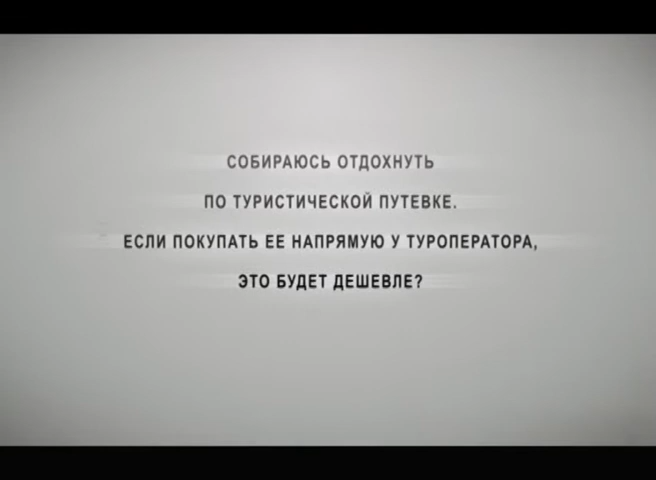 СОБИРАЮСЬ ОТДОХНУТЬ
ПО ТУРИСТИЧЕСКОЙ ПУТЕВКЕ.
ЕСЛИ ПОКУПАТЬ ЕЕ НАПРЯМУЮ У ТУРОПЕРАТОРА,
ЭТО БУДЕТ ДЕШЕВЛЕ?